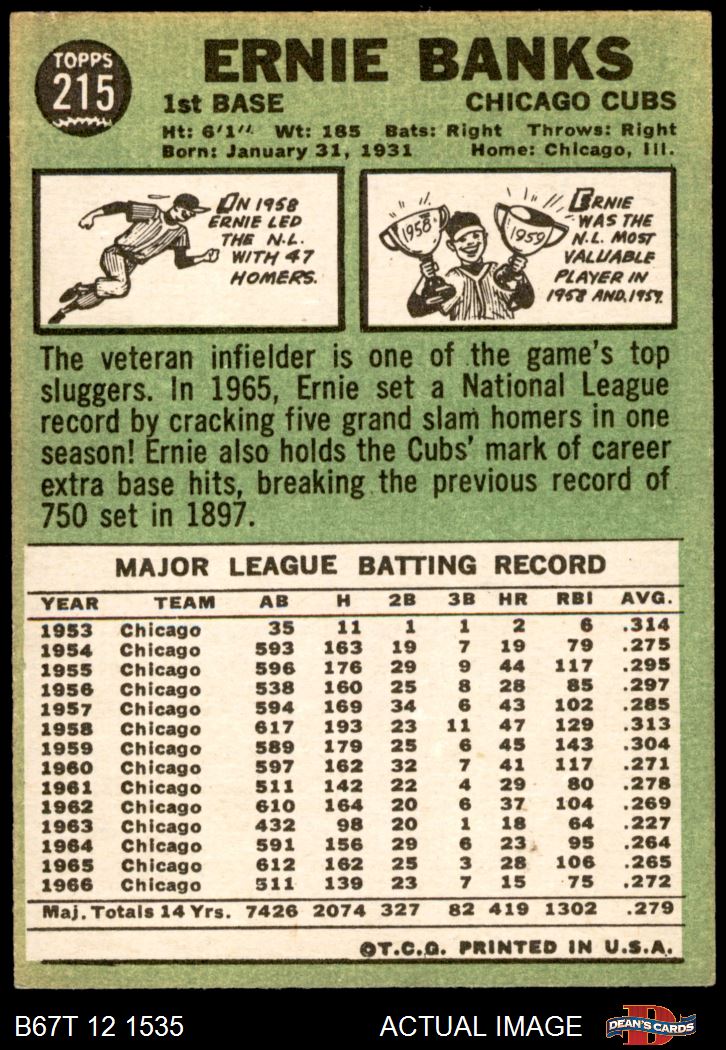 TOPPS
215
ERNIE BANKS
1st BASE CHICAGO CUBS
Ht: 6'1" Wt: 185 Bats: Right Throws: Right
Born: January 31, 1931 Home: Chicago, Ill.
IN 1958
ERNIE LED
THE N.L.
WITH 47
HOMERS.
1958
1959
ERNIE
WAS THE
N.L. MOST
VALUABLE
PLAYER IN
1958 AND 1959.
The veteran infielder is one of the game's top
sluggers. In 1965, Ernie set a National League
record by cracking five grand slam homers in one
season! Ernie also holds the Cubs' mark of career
extra base hits, breaking the previous record of
750 set in 1897.
MAJOR LEAGUE BATTING RECORD
YEAR TEAM AB H 2B 3B HR RBI AVG.
1953 Chicago 35 11 1 1 2 6 .314
1954 Chicago 593 163 19 7 19 79 .275
1955 Chicago 596 176 29 9 44 117 .295
1956 Chicago 538 160 25 8 28 85 .297
1957 Chicago 594 169 34 6 43 102 .285
1958 Chicago 617 193 23 11 47 129 .313
1959 Chicago 589 179 25 6 45 143 .304
1960 Chicago 597 162 32 7 41 117 .271
1961 Chicago 511 142 22 4 29 80 .278
1962 Chicago 610 164 20 6 37 104 .269
1963 Chicago 432 98 20 1 18 64 .227
1964 Chicago 591 156 29 6 23 95 .264
1965 Chicago 612 162 25 3 28 106 .265
1966 Chicago 511 139 23 7 15 75 .272
Maj. Totals 14 Yrs. 7426 2074 327 82 419 1302 .279
©T.C.G. PRINTED IN U.S.A.
B67T 12 1535 ACTUAL IMAGE DEAN'S CARDS